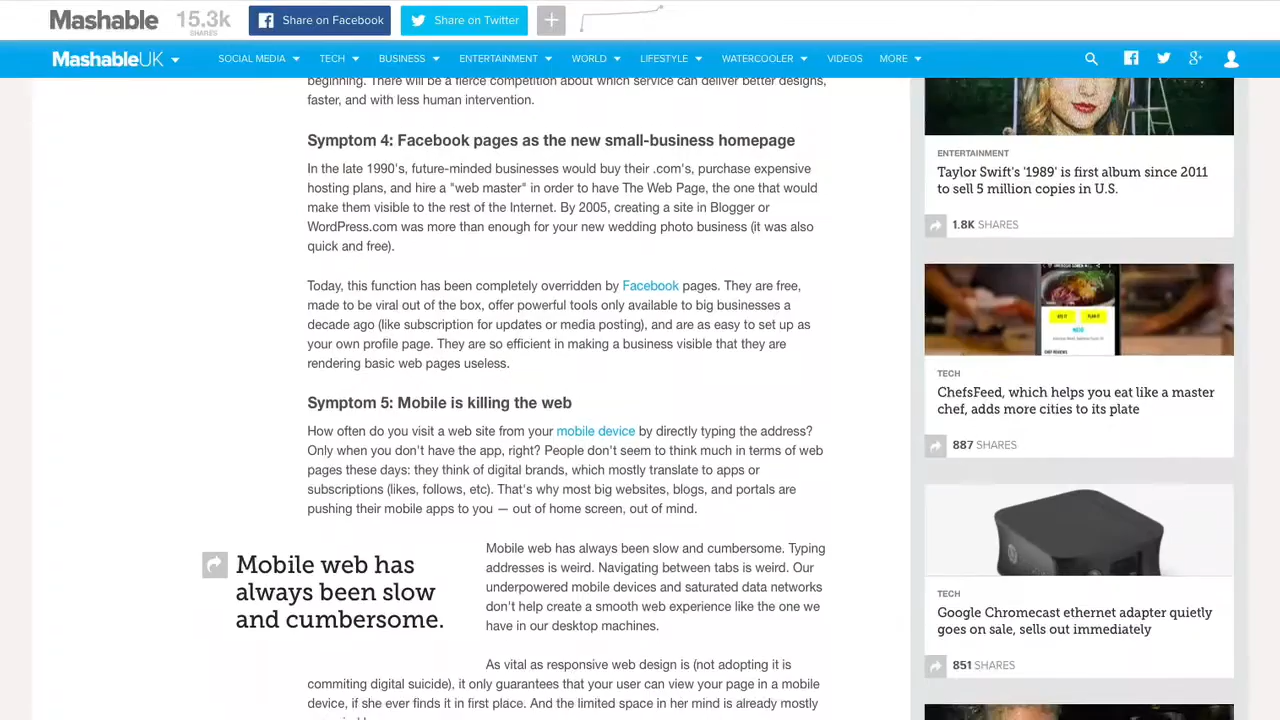 Mashable
15.3k
SHARES
Share on Facebook
Share on Twitter
MashableUK
SOCIAL MEDIA
TECH
BUSINESS
ENTERTAINMENT
WORLD
LIFESTYLE
WATERCOOLER
VIDEOS
MORE
beginning. There will be a fierce competition about which service can deliver better designs,
faster, and with less human intervention.
Symptom 4: Facebook pages as the new small-business homepage
In the late 1990's, future-minded businesses would buy their .com's, purchase expensive
hosting plans, and hire a "web master" in order to have The Web Page, the one that would
make them visible to the rest of the Internet. By 2005, creating a site in Blogger or
WordPress.com was more than enough for your new wedding photo business (it was also
quick and free).
Today, this function has been completely overridden by Facebook pages. They are free,
made to be viral out of the box, offer powerful tools only available to big businesses a
decade ago (like subscription for updates or media posting), and are as easy to set up as
your own profile page. They are so efficient in making a business visible that they are
rendering basic web pages useless.
Symptom 5: Mobile is killing the web
How often do you visit a web site from your mobile device by directly typing the address?
Only when you don't have the app, right? People don't seem to think much in terms of web
pages these days: they think of digital brands, which mostly translate to apps or
subscriptions (likes, follows, etc). That's why most big websites, blogs, and portals are
pushing their mobile apps to you — out of home screen, out of mind.
Mobile web has
always been slow
and cumbersome.
Mobile web has always been slow and cumbersome. Typing
addresses is weird. Navigating between tabs is weird. Our
underpowered mobile devices and saturated data networks
don't help create a smooth web experience like the one we
have in our desktop machines.
As vital as responsive web design is (not adopting it is
commiting digital suicide), it only guarantees that your user can view your page in a mobile
device, if she ever finds it in first place. And the limited space in her mind is already mostly
ENTERTAINMENT
Taylor Swift's '1989' is first album since 2011
to sell 5 million copies in U.S.
1.8K SHARES
TECH
ChefsFeed, which helps you eat like a master
chef, adds more cities to its plate
887 SHARES
TECH
Google Chromecast ethernet adapter quietly
goes on sale, sells out immediately
851 SHARES